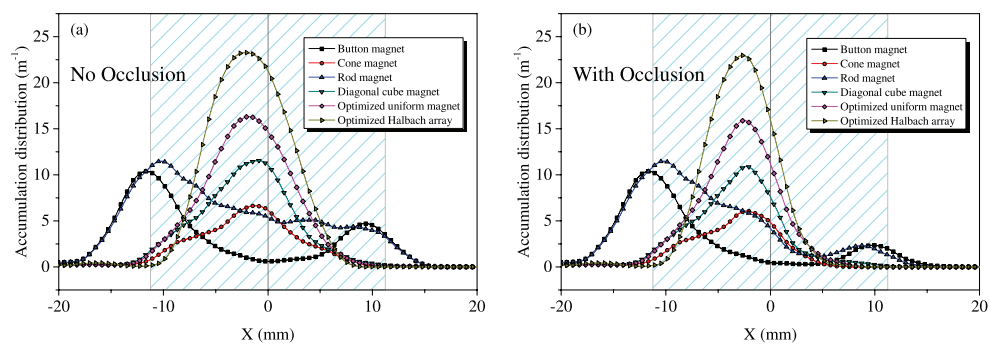 (a)
No Occlusion
Button magnet
Cone magnet
Rod magnet
Diagonal cube magnet
Optimized uniform magnet
Optimized Halbach array
Accumulation distribution (m⁻¹)
25
20
15
10
5
0
-20
-10
0
10
20
X (mm)
(b)
With Occlusion
Button magnet
Cone magnet
Rod magnet
Diagonal cube magnet
Optimized uniform magnet
Optimized Halbach array
Accumulation distribution (m⁻¹)
25
20
15
10
5
0
-20
-10
0
10
20
X (mm)